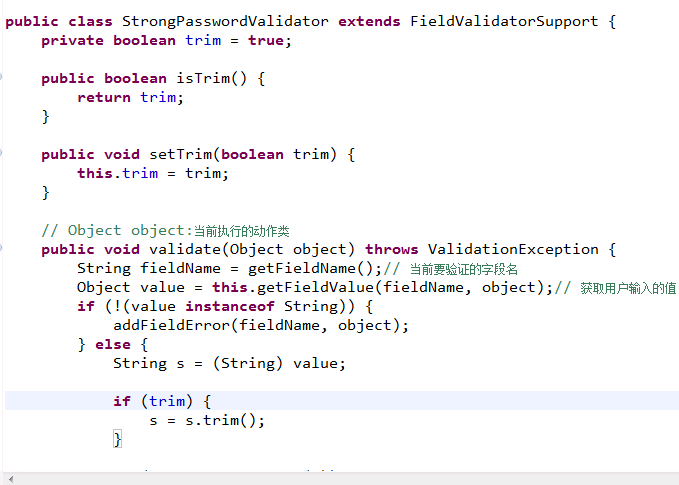 public class StrongPasswordValidator extends FieldValidatorSupport {
    private boolean trim = true;
    public boolean isTrim() {
        return trim;
    }
    public void setTrim(boolean trim) {
        this.trim = trim;
    }
    // Object object:当前执行的动作类
    public void validate(Object object) throws ValidationException {
        String fieldName = getFieldName();// 当前要验证的字段名
        Object value = this.getFieldValue(fieldName, object);// 获取用户输入的值
        if (!(value instanceof String)) {
            addFieldError(fieldName, object);
        } else {
            String s = (String) value;
            if (trim) {
                s = s.trim();
            }